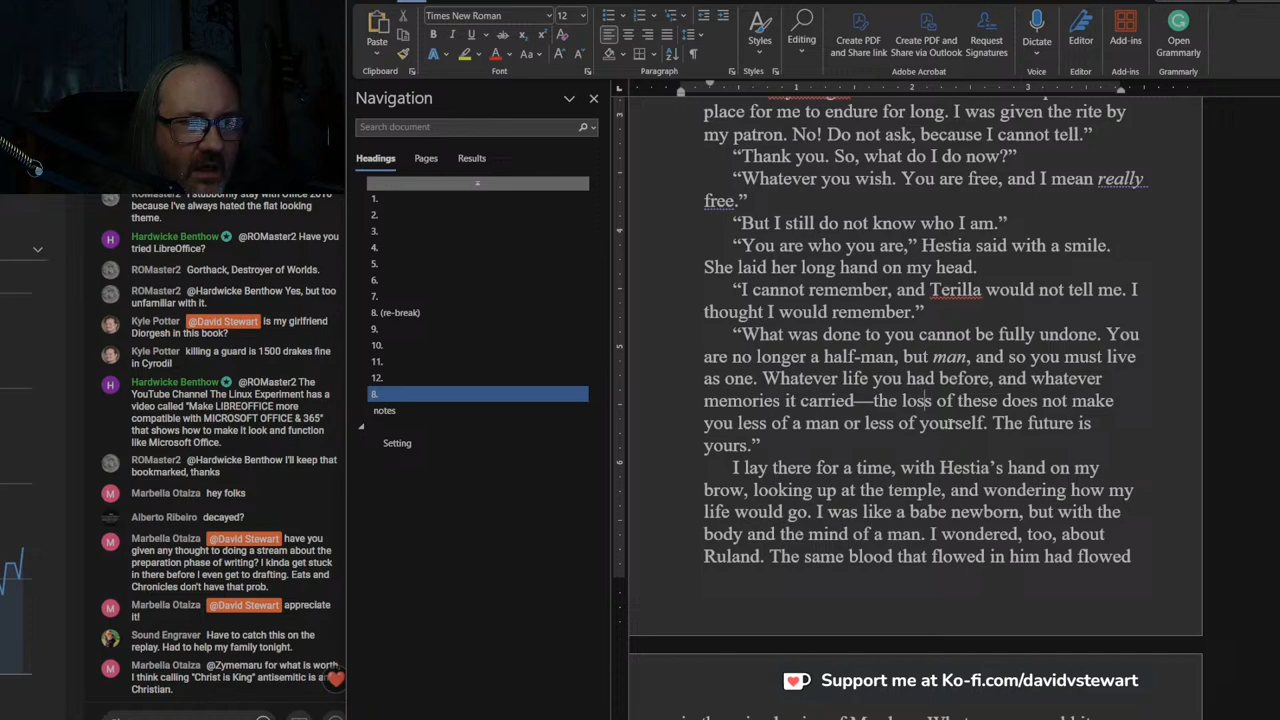 Times New Roman
12
Paste
Clipboard
Font
Paragraph
Styles
Styles
Editing
Create PDF
and Share link
Create PDF and
Share via Outlook
Request
Signatures
Adobe Acrobat
Dictate
Voice
Editor
Editor
Add-ins
Add-ins
Open
Grammarly
Grammarly
Navigation
Search document
Headings
Pages
Results
1.
2.
3.
4.
5.
6.
7.
8. (re-break)
9.
10.
11.
12.
8.
notes
Setting
because I've always hated the flat looking
theme.
Hardwicke Benthow @ROMaster2 Have you
tried LibreOffice?
ROMaster2 Gorthack, Destroyer of Worlds.
ROMaster2 @Hardwicke Benthow Yes, but too
unfamiliar with it.
Kyle Potter @David Stewart is my girlfriend
Diorgesh in this book?
Kyle Potter killing a guard is 1500 drakes fine
in Cyrodil
Hardwicke Benthow @ROMaster2 The
YouTube Channel The Linux Experiment has a
video called "Make LIBREOFFICE more
compatible with MICROSOFT OFFICE & 365"
that shows how to make it look and function
like Microsoft Office.
ROMaster2 @Hardwicke Benthow I'll keep that
bookmarked, thanks
Marbella Otaiza hey folks
Alberto Ribeiro decayed?
Marbella Otaiza @David Stewart have you
given any thought to doing a stream about the
preparation phase of writing? I kinda get stuck
in there before I even get to drafting. Eats and
Chronicles don't have that prob.
Marbella Otaiza @David Stewart appreciate
it!
Sound Engraver Have to catch this on the
replay. Had to help my family tonight.
Marbella Otaiza @Zymemaru for what is worth,
I think calling "Christ is King" antisemitic is an
Christian.
place for me to endure for long. I was given the rite by
my patron. No! Do not ask, because I cannot tell.”
“Thank you. So, what do I do now?”
“Whatever you wish. You are free, and I mean really
free.”
“But I still do not know who I am.”
“You are who you are,” Hestia said with a smile.
She laid her long hand on my head.
“I cannot remember, and Terilla would not tell me. I
thought I would remember.”
“What was done to you cannot be fully undone. You
are no longer a half-man, but man, and so you must live
as one. Whatever life you had before, and whatever
memories it carried—the loss of these does not make
you less of a man or less of yourself. The future is
yours.”
I lay there for a time, with Hestia’s hand on my
brow, looking up at the temple, and wondering how my
life would go. I was like a babe newborn, but with the
body and the mind of a man. I wondered, too, about
Ruland. The same blood that flowed in him had flowed
Support me at Ko-fi.com/davidvstewart